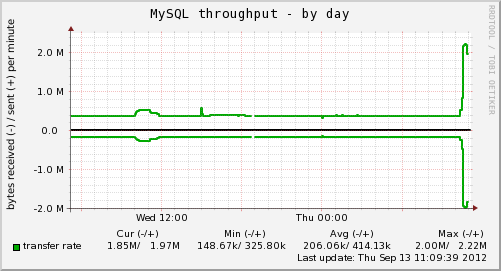 MySQL throughput - by day
RRDTOOL / TOBI OETIKER
bytes received (-) / sent (+) per minute
2.0 M
1.0 M
0.0
-1.0 M
-2.0 M
Wed 12:00 Thu 00:00
Cur (-/+) Min (-/+) Avg (-/+) Max (-/+)
transfer rate 1.85M/ 1.97M 148.67k/ 325.80k 206.06k/ 414.13k 2.00M/ 2.22M
Last update: Thu Sep 13 11:09:39 2012